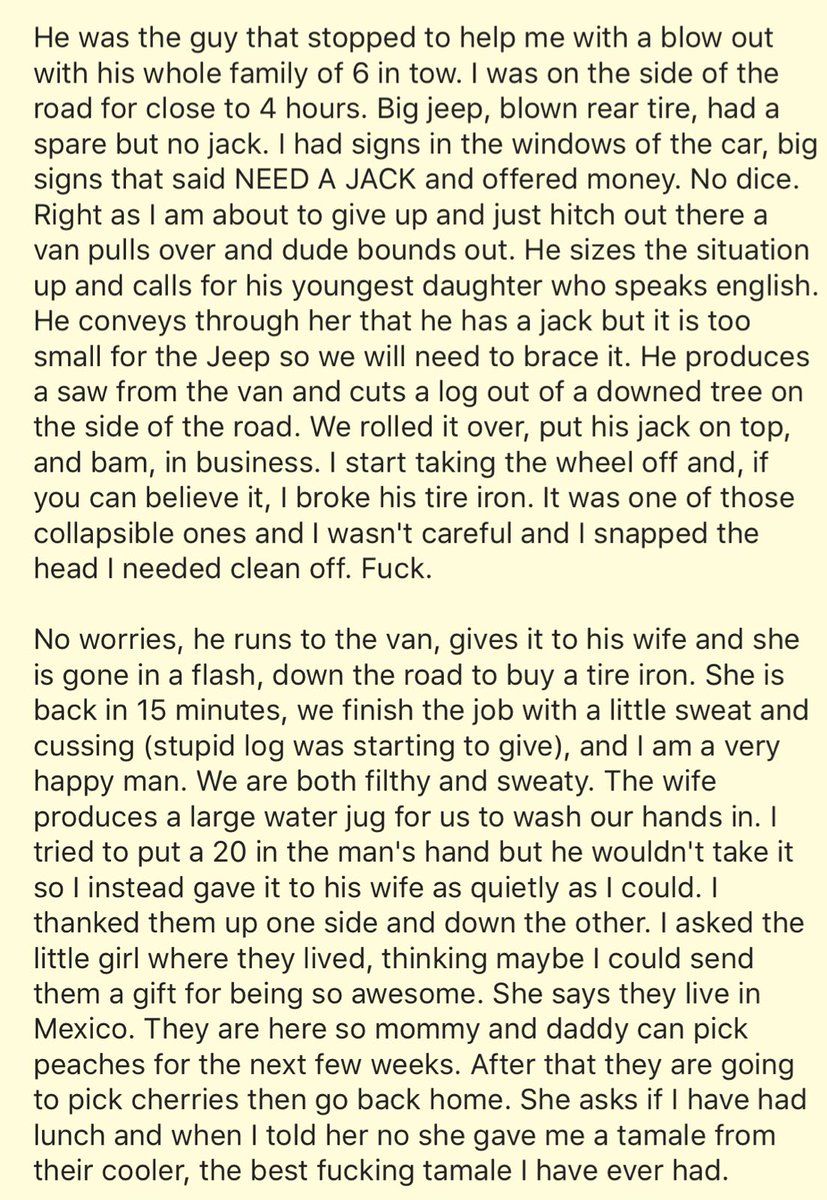 He was the guy that stopped to help me with a blow out
with his whole family of 6 in tow. I was on the side of the
road for close to 4 hours. Big jeep, blown rear tire, had a
spare but no jack. I had signs in the windows of the car, big
signs that said NEED A JACK and offered money. No dice.
Right as I am about to give up and just hitch out there a
van pulls over and dude bounds out. He sizes the situation
up and calls for his youngest daughter who speaks english.
He conveys through her that he has a jack but it is too
small for the Jeep so we will need to brace it. He produces
a saw from the van and cuts a log out of a downed tree on
the side of the road. We rolled it over, put his jack on top,
and bam, in business. I start taking the wheel off and, if
you can believe it, I broke his tire iron. It was one of those
collapsible ones and I wasn't careful and I snapped the
head I needed clean off. Fuck.

No worries, he runs to the van, gives it to his wife and she
is gone in a flash, down the road to buy a tire iron. She is
back in 15 minutes, we finish the job with a little sweat and
cussing (stupid log was starting to give), and I am a very
happy man. We are both filthy and sweaty. The wife
produces a large water jug for us to wash our hands in. I
tried to put a 20 in the man's hand but he wouldn't take it
so I instead gave it to his wife as quietly as I could. I
thanked them up one side and down the other. I asked the
little girl where they lived, thinking maybe I could send
them a gift for being so awesome. She says they live in
Mexico. They are here so mommy and daddy can pick
peaches for the next few weeks. After that they are going
to pick cherries then go back home. She asks if I have had
lunch and when I told her no she gave me a tamale from
their cooler, the best fucking tamale I have ever had.